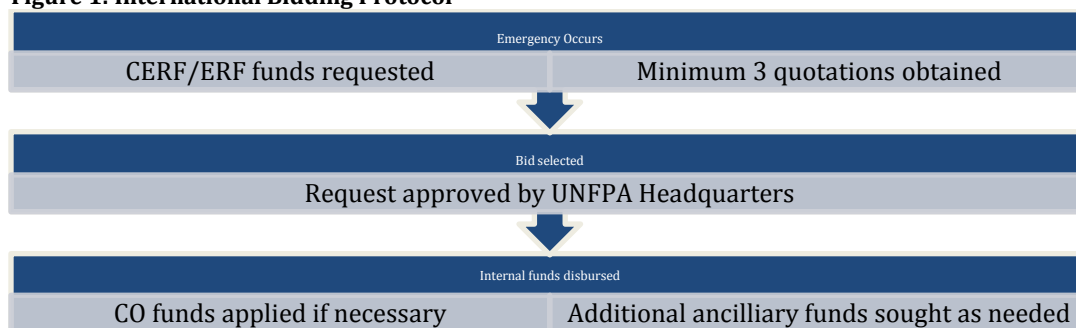 Figure 1: International Bidding Protocol
Emergency Occurs
CERF/ERF funds requested
Minimum 3 quotations obtained
Bid selected
Request approved by UNFPA Headquarters
Internal funds disbursed
CO funds applied if necessary
Additional ancilliary funds sought as needed